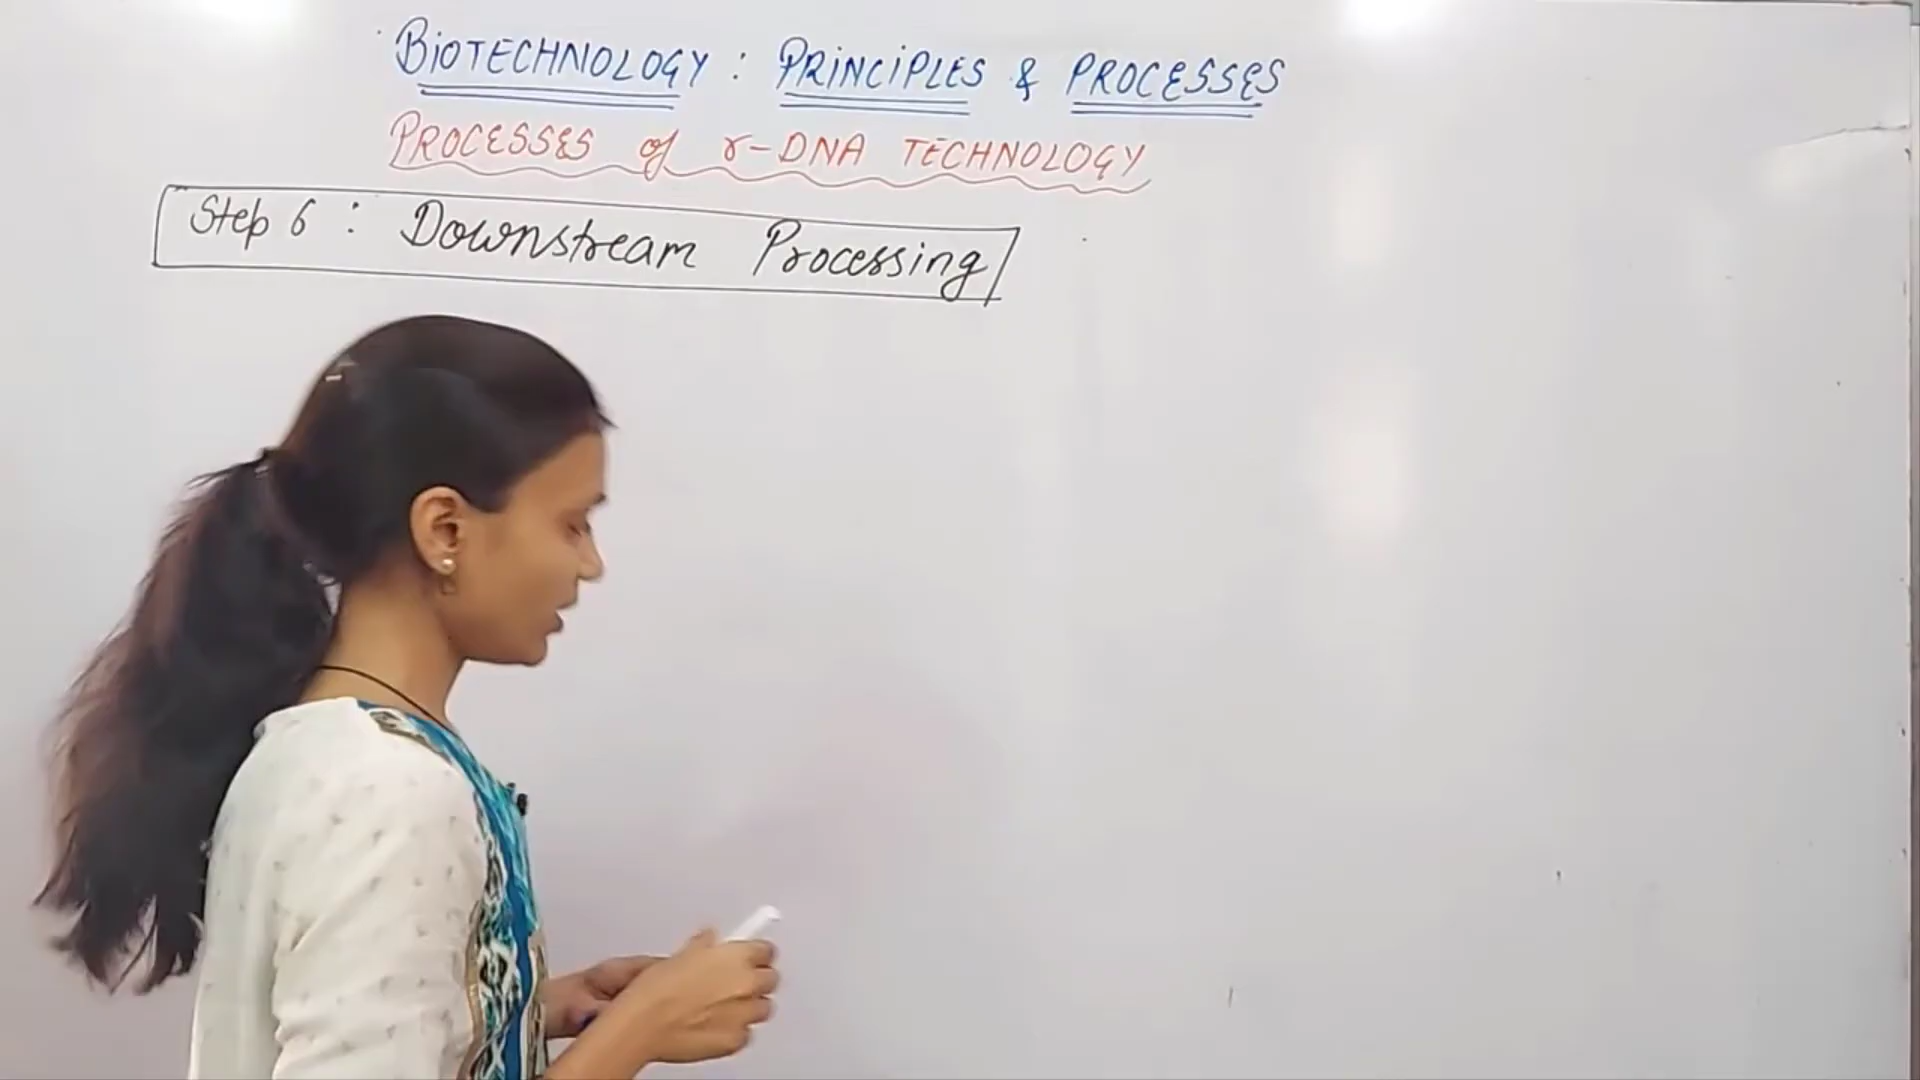 BIOTECHNOLOGY : PRINCIPLES & PROCESSES
PROCESSES of r-DNA TECHNOLOGY
Step 6 : Downstream Processing